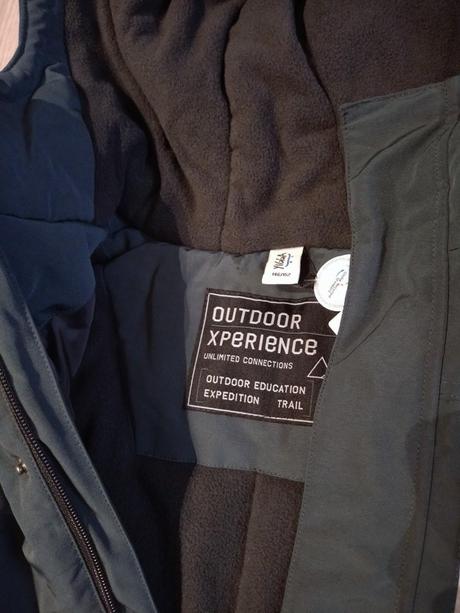 OUTDOOR
XPERIENCE
UNLIMITED CONNECTIONS
OUTDOOR EDUCATION
EXPEDITION TRAIL